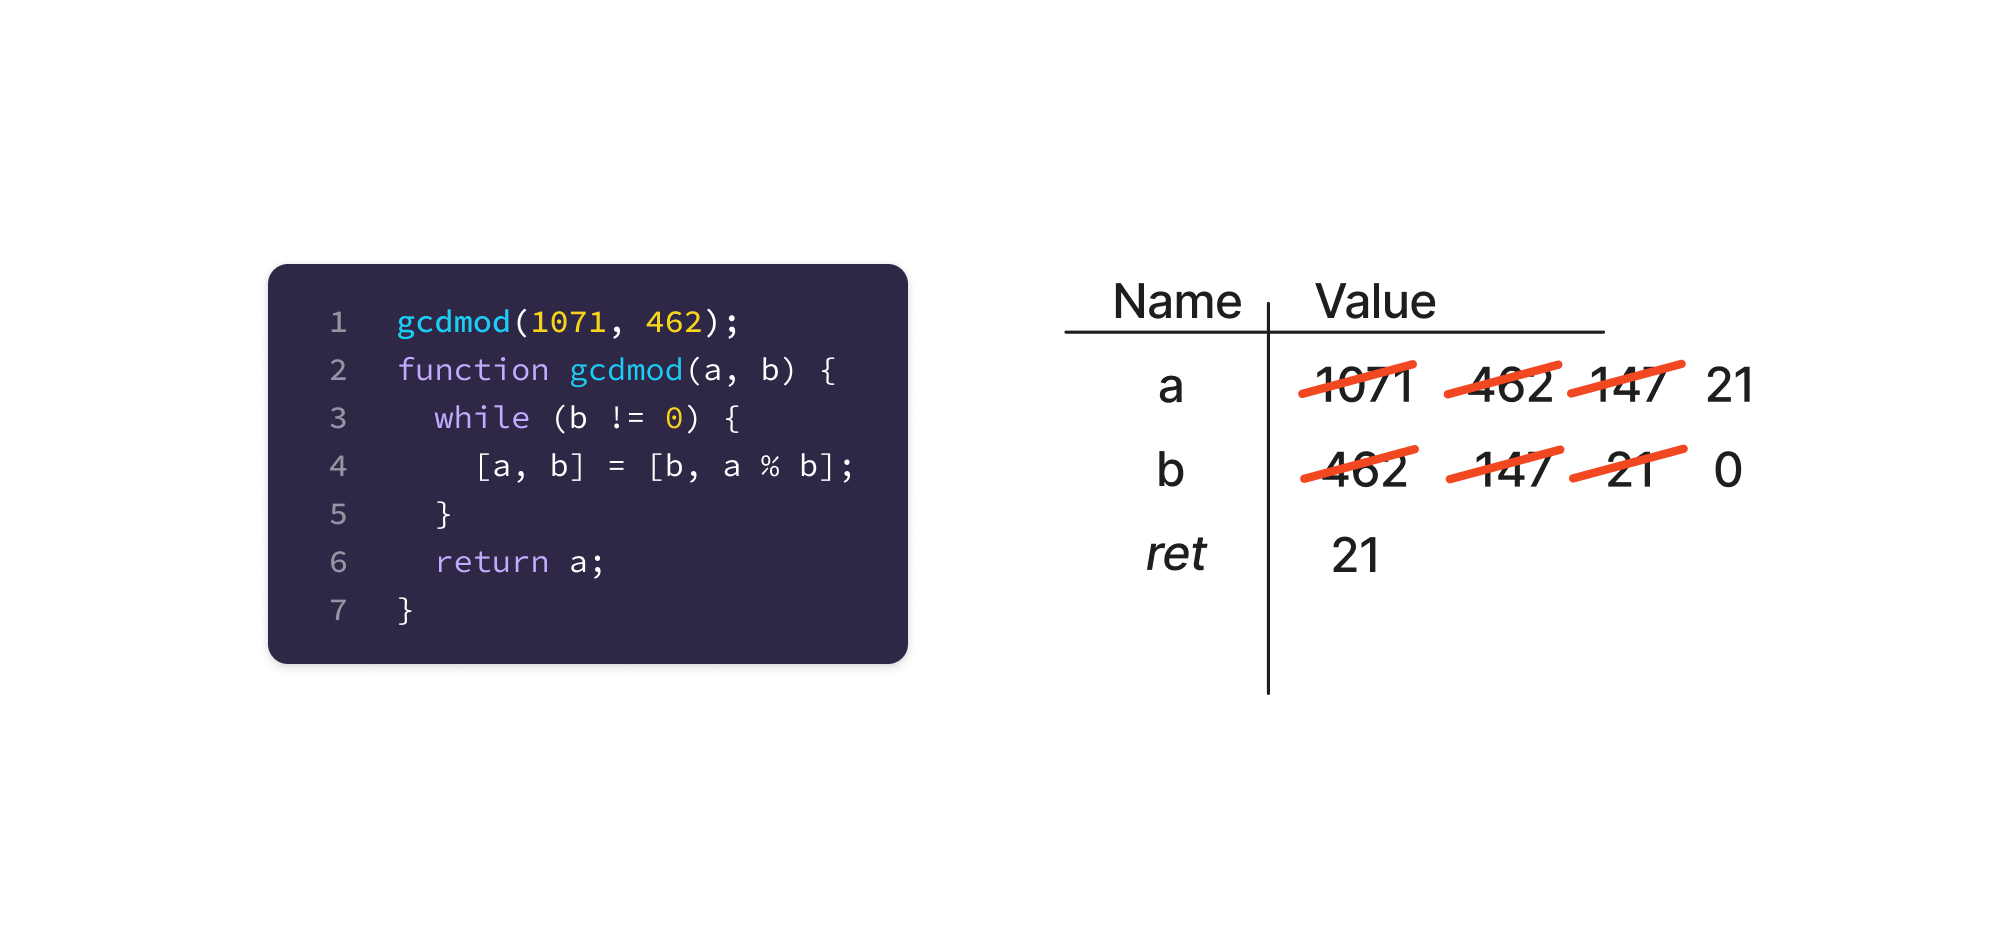 1 gcdmod(1071, 462);
2 function gcdmod(a, b) {
3   while (b != 0) {
4     [a, b] = [b, a % b];
5   }
6   return a;
7 }
Name Value
a 1071 462 147 21
b 462 147 21 0
ret 21